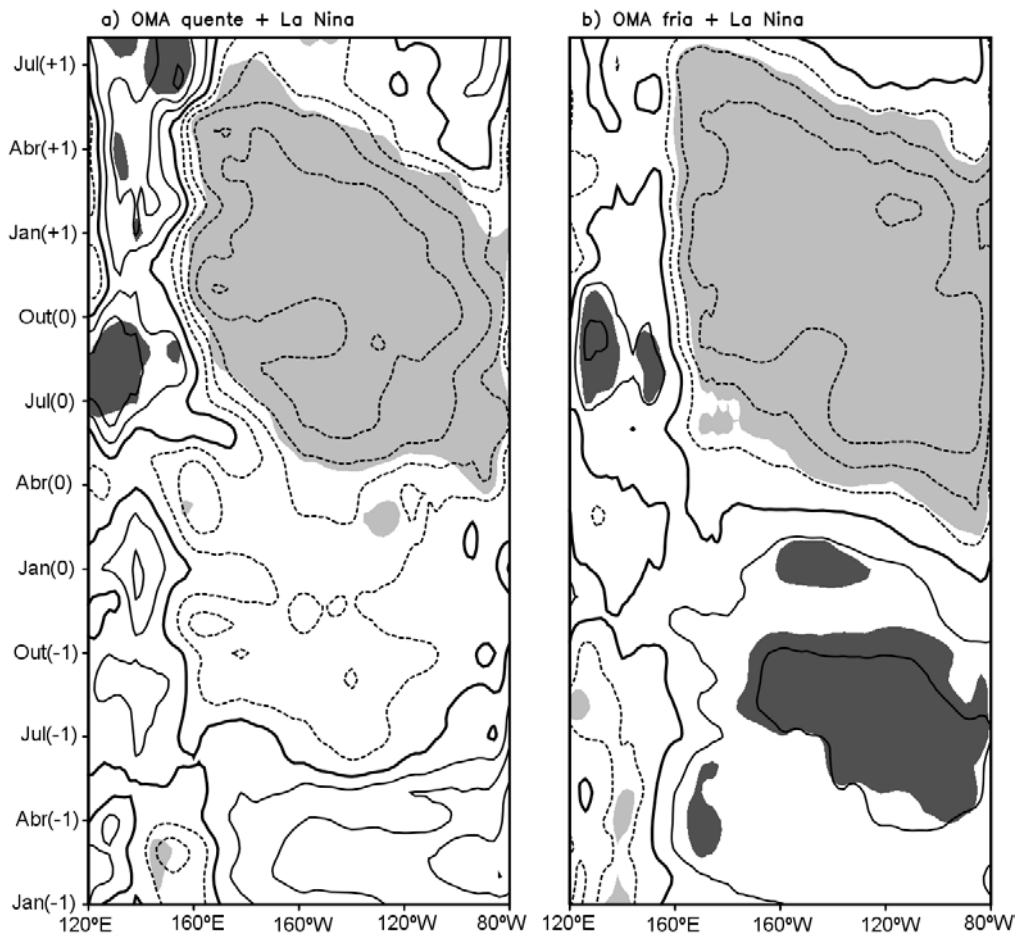 a) OMA quente + La Nina
b) OMA fria + La Nina
Jul(+1)
Abr(+1)
Jan(+1)
Out(0)
Jul(0)
Abr(0)
Jan(0)
Out(-1)
Jul(-1)
Abr(-1)
Jan(-1)
120°E 160°E 160°W 120°W 80°W
120°E 160°E 160°W 120°W 80°W